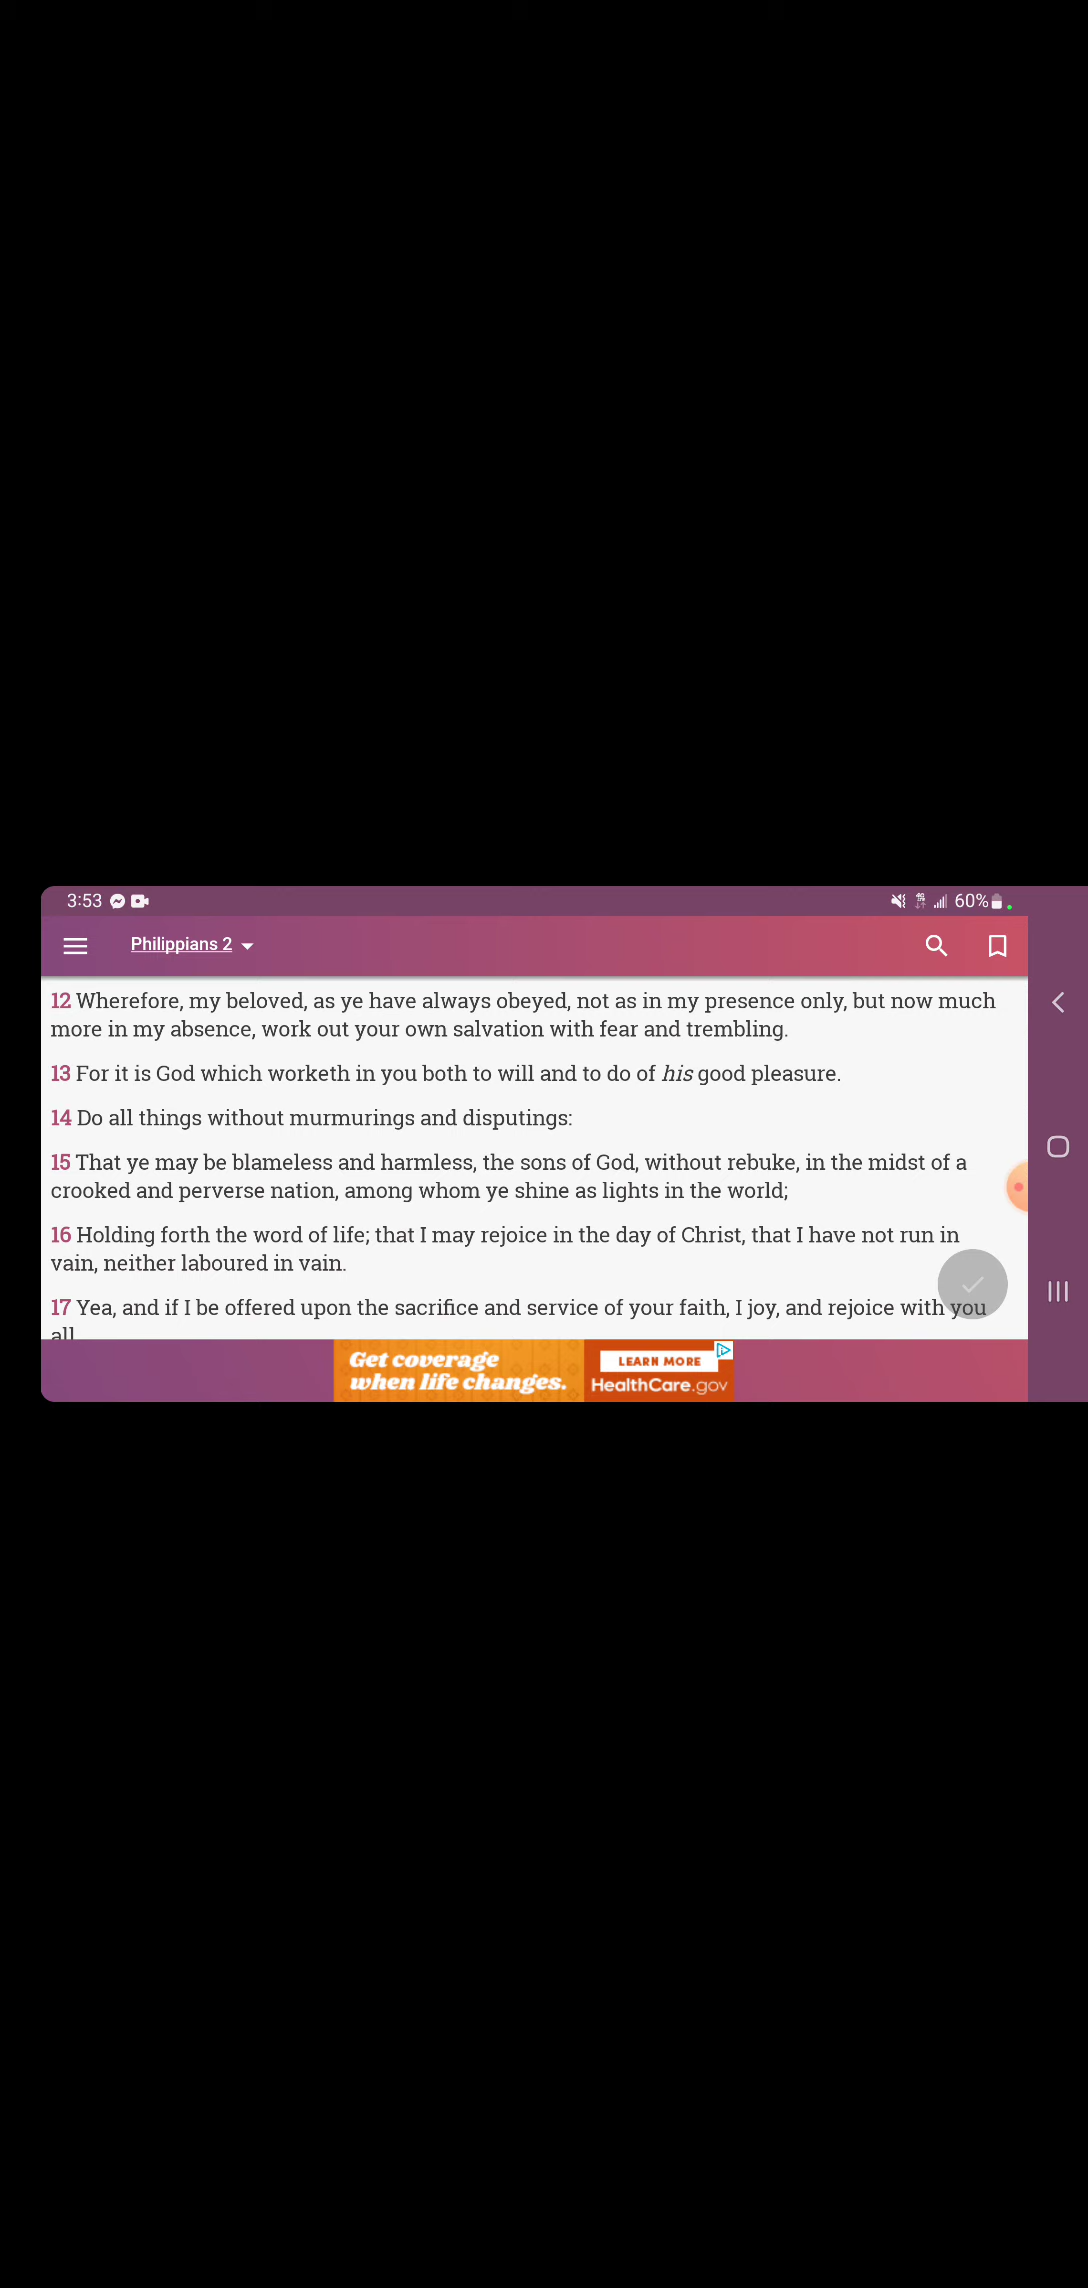 3:53
60%
Philippians 2
12 Wherefore, my beloved, as ye have always obeyed, not as in my presence only, but now much
more in my absence, work out your own salvation with fear and trembling.
13 For it is God which worketh in you both to will and to do of his good pleasure.
14 Do all things without murmurings and disputings:
15 That ye may be blameless and harmless, the sons of God, without rebuke, in the midst of a
crooked and perverse nation, among whom ye shine as lights in the world;
16 Holding forth the word of life; that I may rejoice in the day of Christ, that I have not run in
vain, neither laboured in vain.
17 Yea, and if I be offered upon the sacrifice and service of your faith, I joy, and rejoice with you
all
Get coverage
when life changes.
LEARN MORE
HealthCare.gov